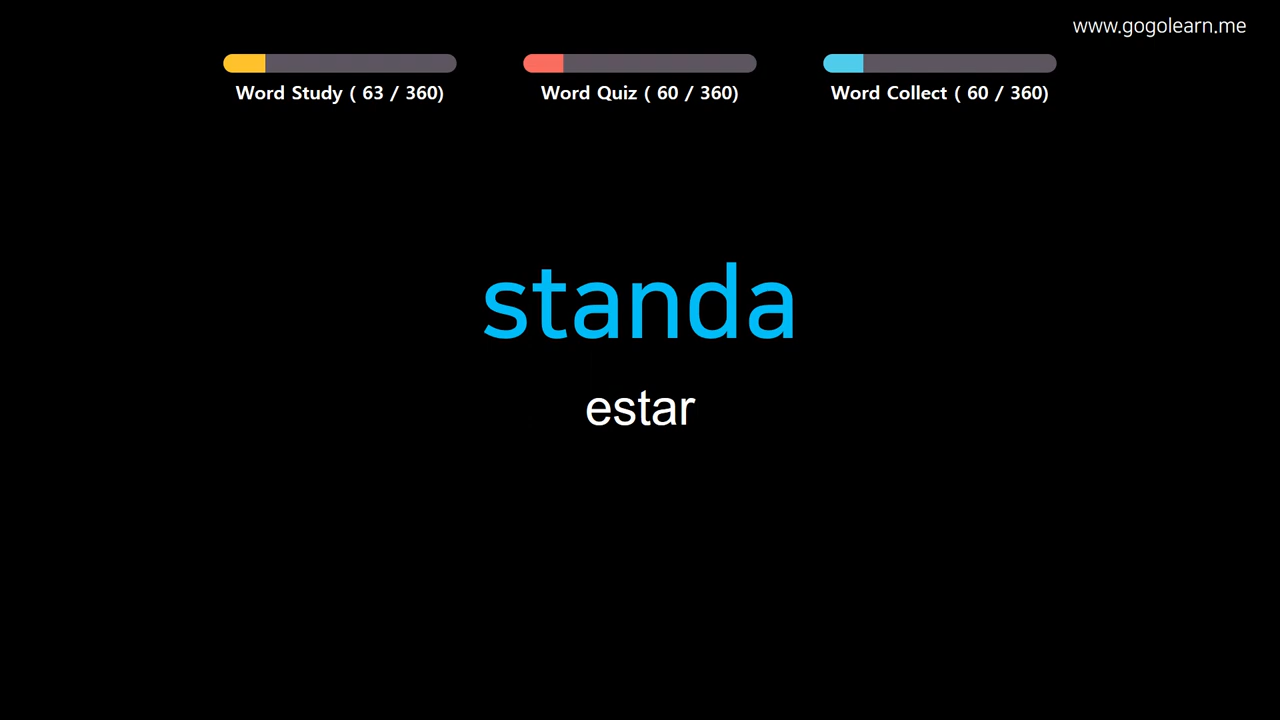 www.gogolearn.me
Word Study ( 63 / 360)
Word Quiz ( 60 / 360)
Word Collect ( 60 / 360)
standa
estar